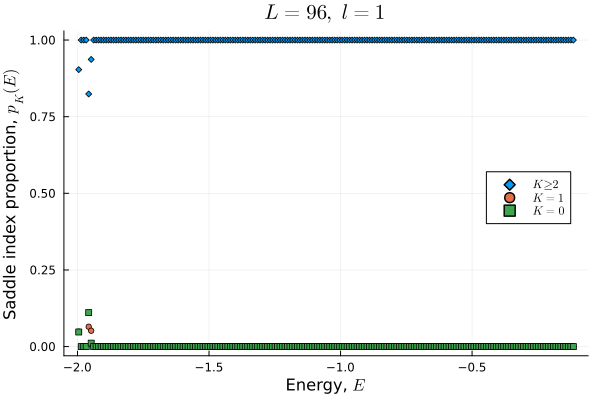 L = 96, l = 1
Saddle index proportion, p_K(E)
1.00
0.75
0.50
0.25
0.00
K≥2
K = 1
K = 0
−2.0 −1.5 −1.0 −0.5
Energy, E